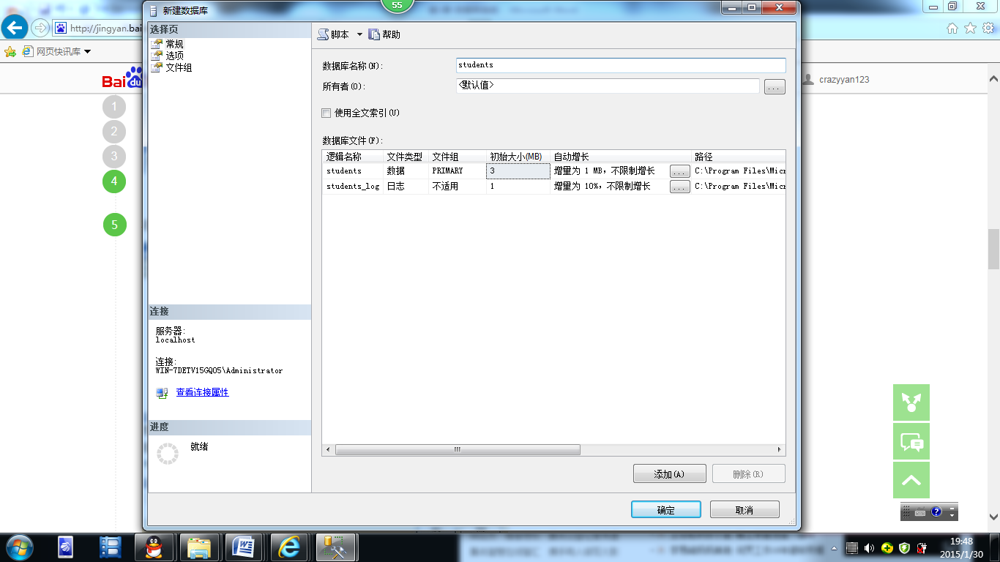 新建数据库
55
http://jingyan.bai
网页快讯库
Bai du
crazyyan123
1
2
3
4
5
选择页
常规
选项
文件组
脚本 帮助
数据库名称(N): students
所有者(O): <默认值> ...
使用全文索引(U)
数据库文件(F):
逻辑名称 文件类型 文件组 初始大小(MB) 自动增长 路径
students 数据 PRIMARY 3 增量为 1 MB，不限制增长 ... C:\Program Files\Micr
students_log 日志 不适用 1 增量为 10%，不限制增长 ... C:\Program Files\Micr
连接
服务器:
localhost
连接:
WIN-7DETV15GQO5\Administrator
查看连接属性
进度
就绪
添加(A) 删除(R)
确定 取消
19:48
2015/1/30